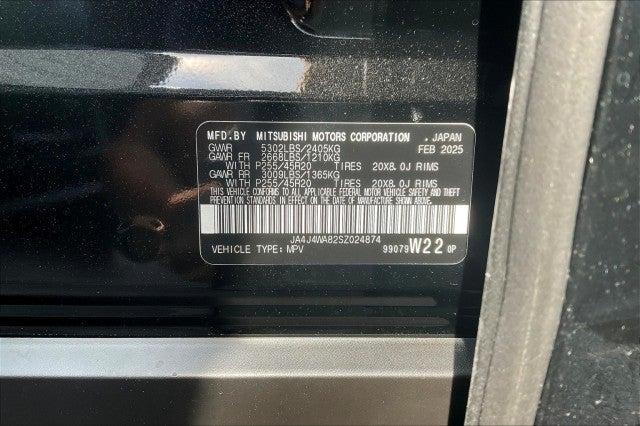 MFD.BY MITSUBISHI MOTORS CORPORATION . JAPAN
GVWR 5302LBS/2405KG FEB 2025
GAWR FR 2668LBS/1210KG
WITH P255/45R20 TIRES 20X8.0J RIMS
GAWR RR 3009LBS/1365KG
WITH P255/45R20 TIRES 20X8.0J RIMS
THIS VEHICLE CONFORMS TO ALL APPLICABLE FEDERAL MOTOR VEHICLE
SAFETY STANDARDS IN EFFECT ON THE DATE OF MANUFACTURE SHOWN ABOVE.
JA4J4WA82SZ024874
VEHICLE TYPE: MPV 99079 W22 0P